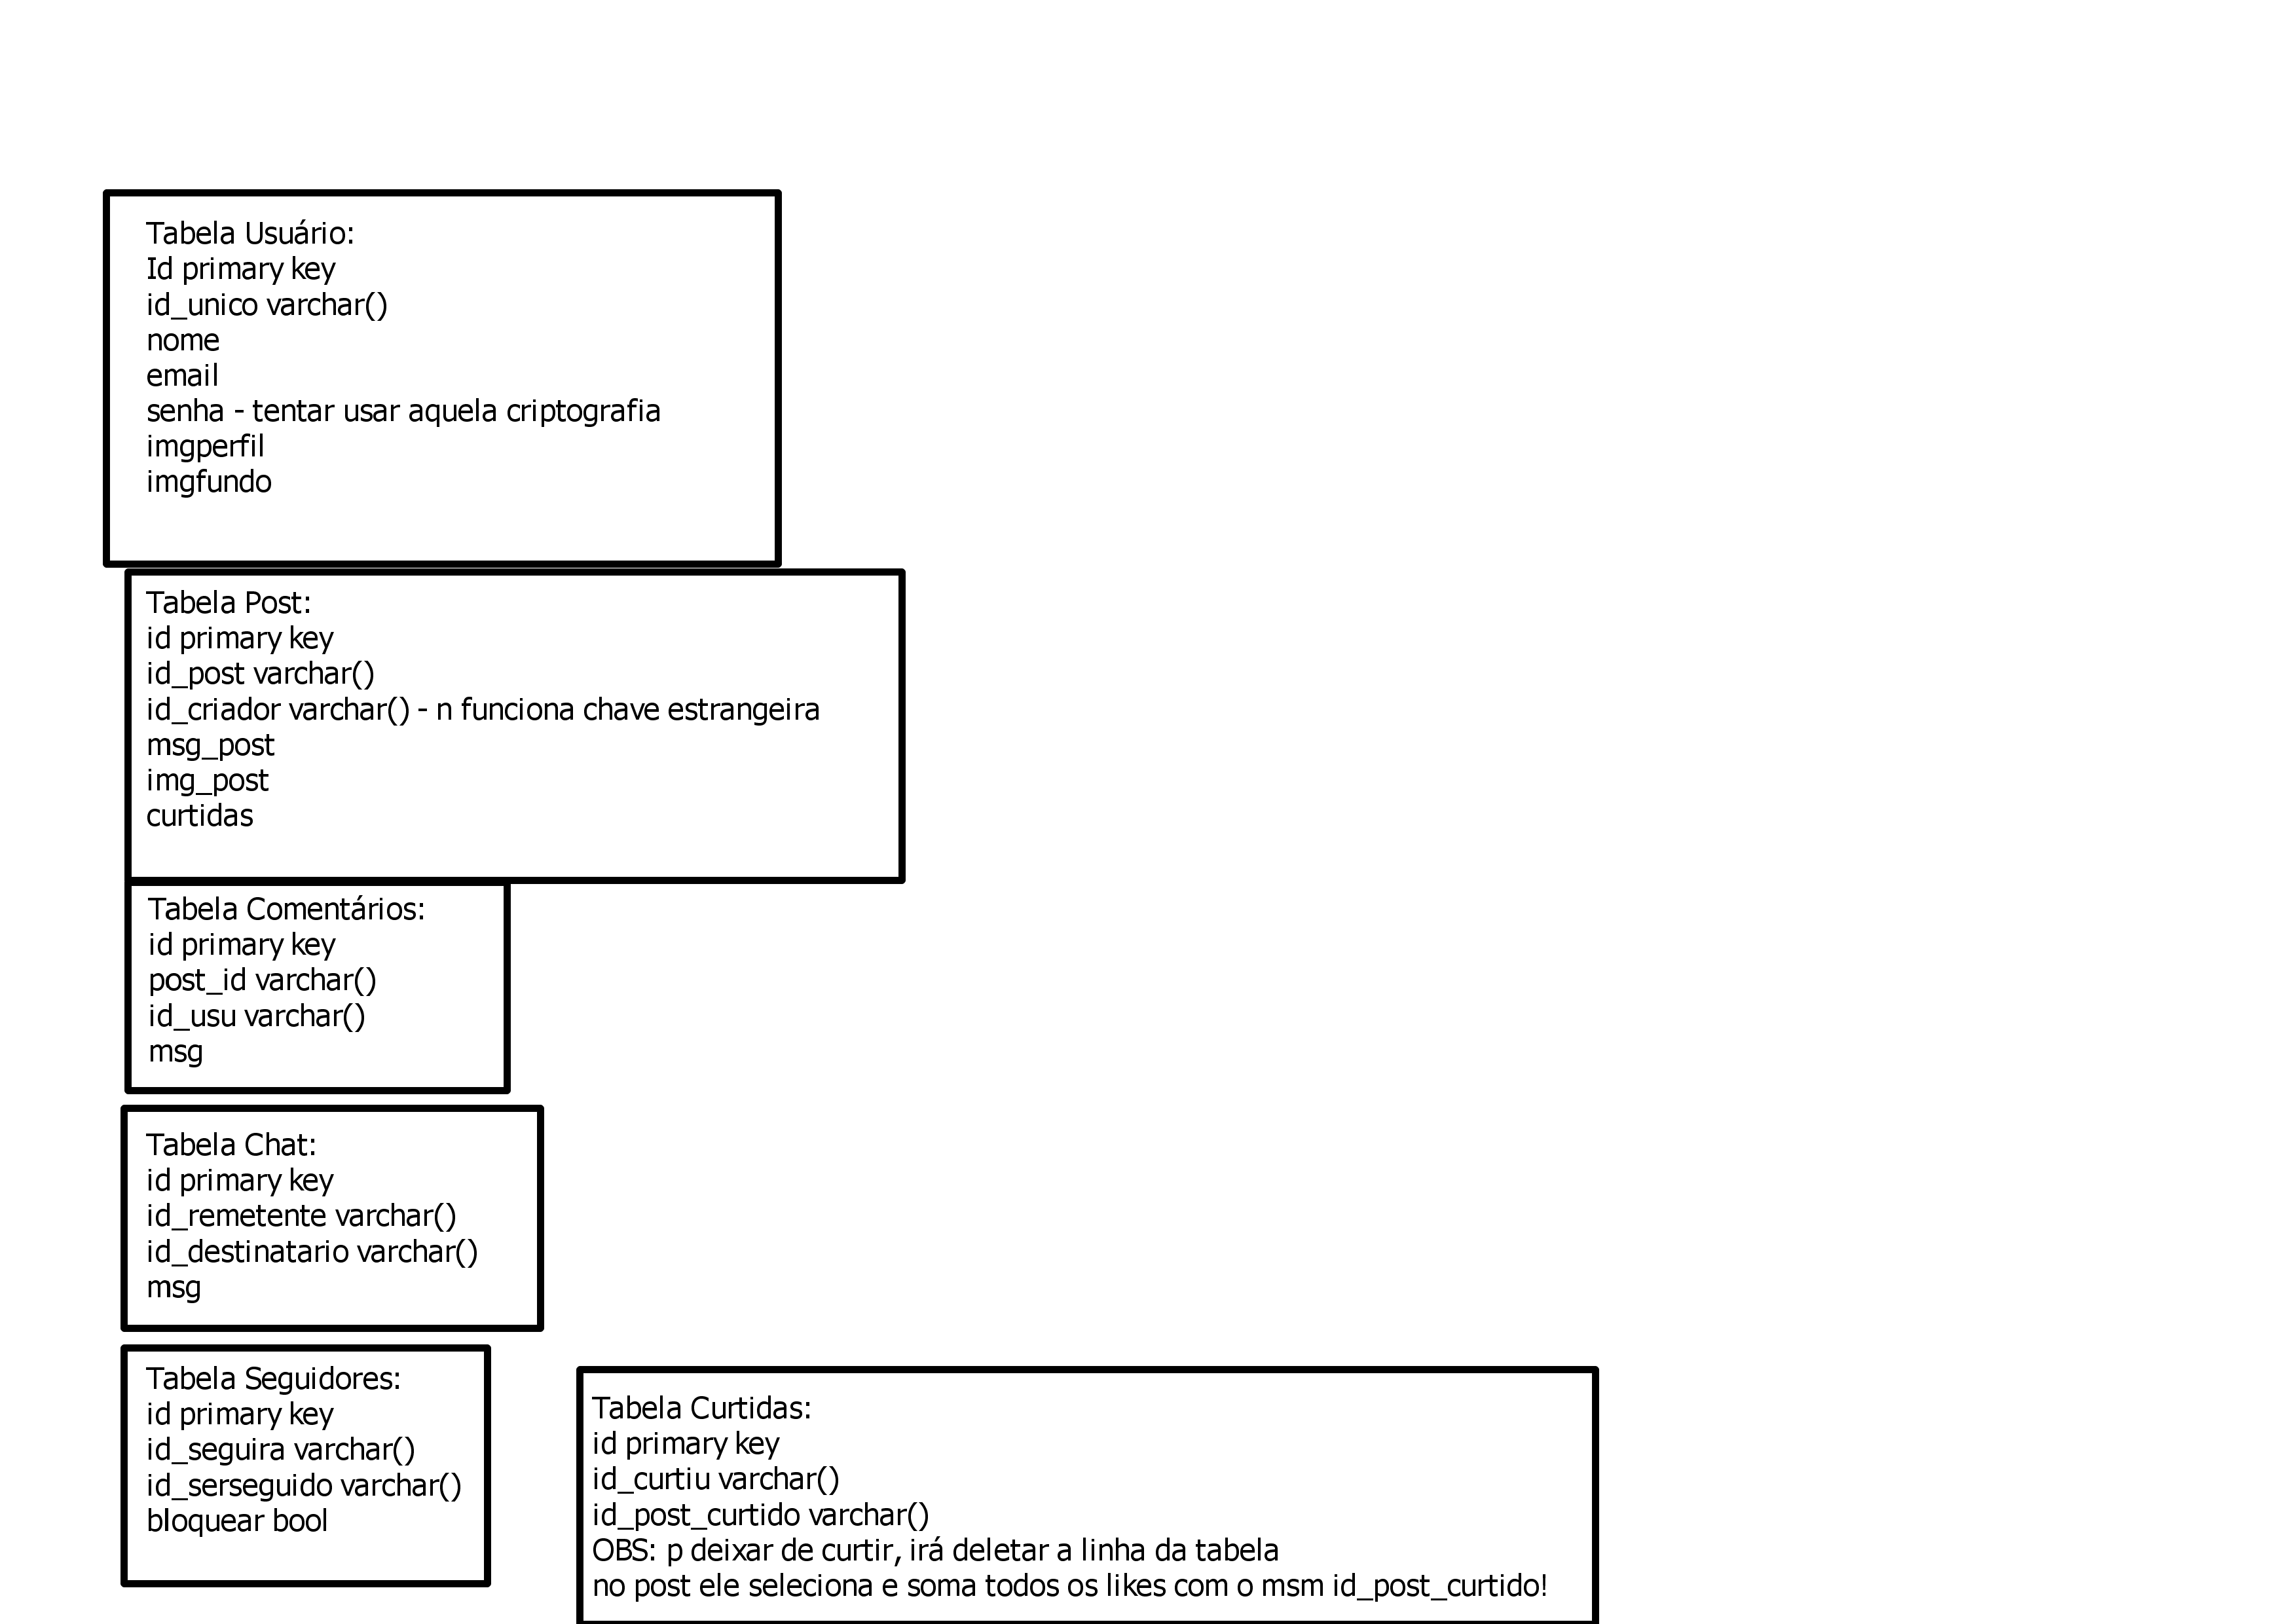 Tabela Usuário:
Id primary key
id_unico varchar()
nome
email
senha - tentar usar aquela criptografia
imgperfil
imgfundo
Tabela Post:
id primary key
id_post varchar()
id_criador varchar() - n funciona chave estrangeira
msg_post
img_post
curtidas
Tabela Comentários:
id primary key
post_id varchar()
id_usu varchar()
msg
Tabela Chat:
id primary key
id_remetente varchar()
id_destinatario varchar()
msg
Tabela Seguidores:
id primary key
id_seguira varchar()
id_serseguido varchar()
bloquear bool
Tabela Curtidas:
id primary key
id_curtiu varchar()
id_post_curtido varchar()
OBS: p deixar de curtir, irá deletar a linha da tabela
no post ele seleciona e soma todos os likes com o msm id_post_curtido!